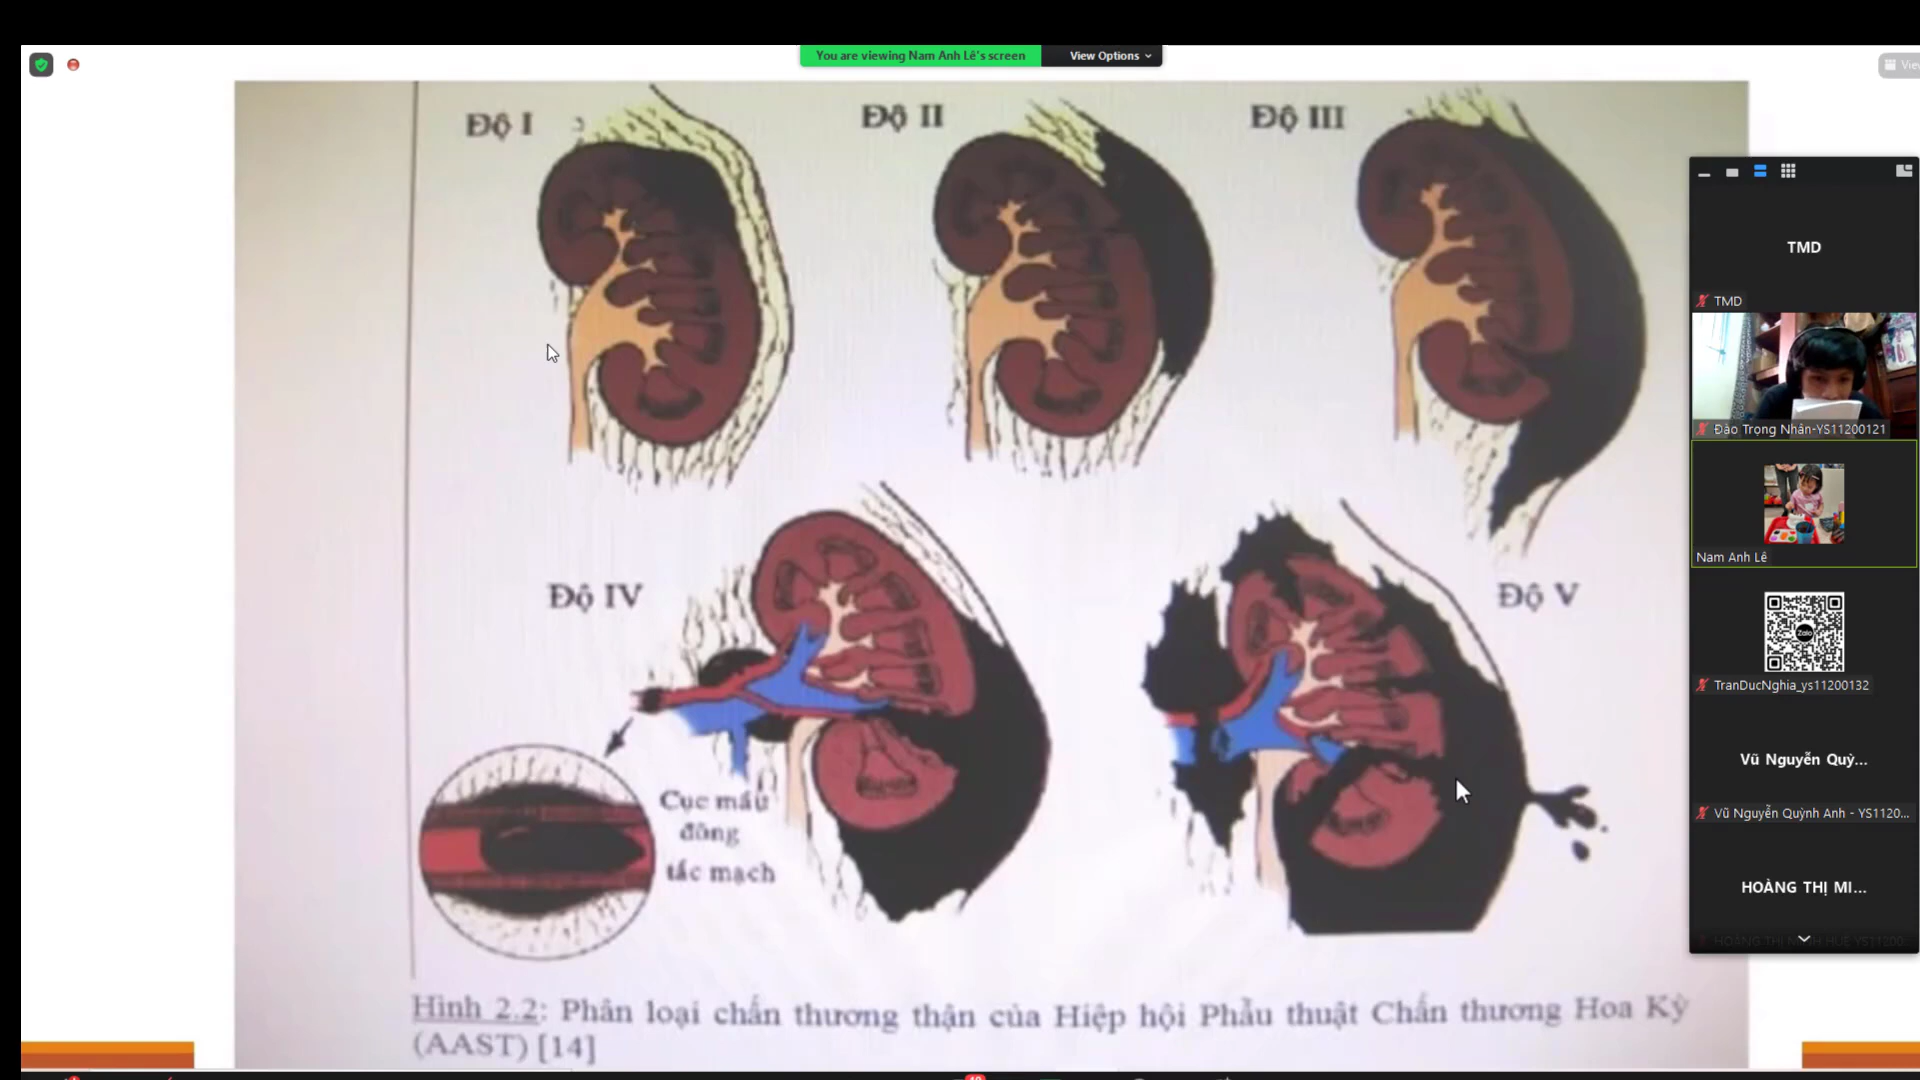 You are viewing Nam Anh Lê's screen
View Options
View
Độ I
Độ II
Độ III
Độ IV
Độ V
Cục máu
đông
tắc mạch
Hình 2.2: Phân loại chấn thương thận của Hiệp hội Phẫu thuật Chấn thương Hoa Kỳ
(AAST) [14]
TMD
TMD
Đào Trọng Nhân-YS11200121
Nam Anh Lê
Zalo
TranDucNghia_ys11200132
Vũ Nguyễn Quỳ...
Vũ Nguyễn Quỳnh Anh - YS1120...
HOÀNG THỊ MI...